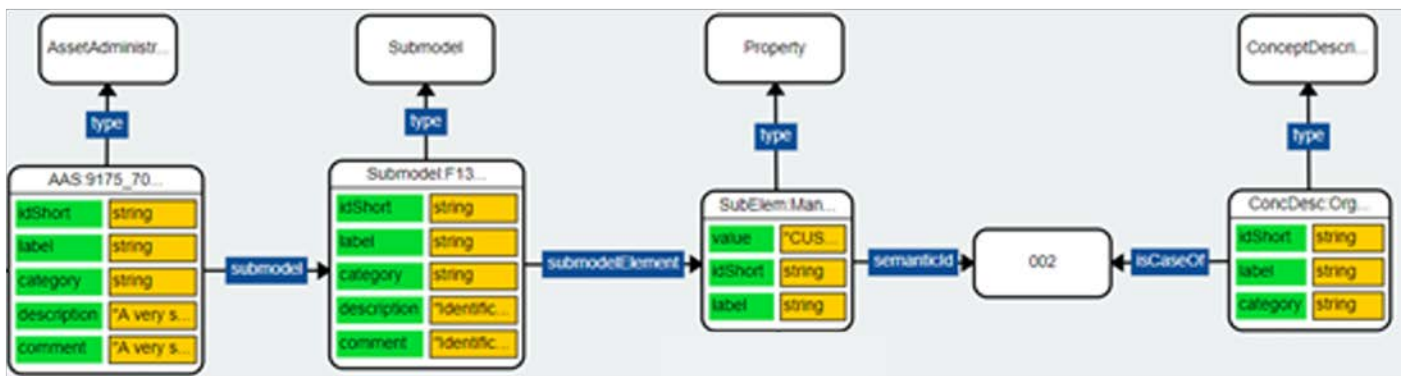 AssetAdministr...
Submodel
Property
ConceptDescri...
type
type
type
type
AAS:9175_70...
idShort string
label string
category string
description "A very s...
comment "A very s...
submodel
Submodel:F13...
idShort string
label string
category string
description "Identific...
comment "Identific...
submodelElement
SubElem:Man...
value "CUS...
idShort string
label string
semanticId
002
isCaseOf
ConcDesc:Org...
idShort string
label string
category string